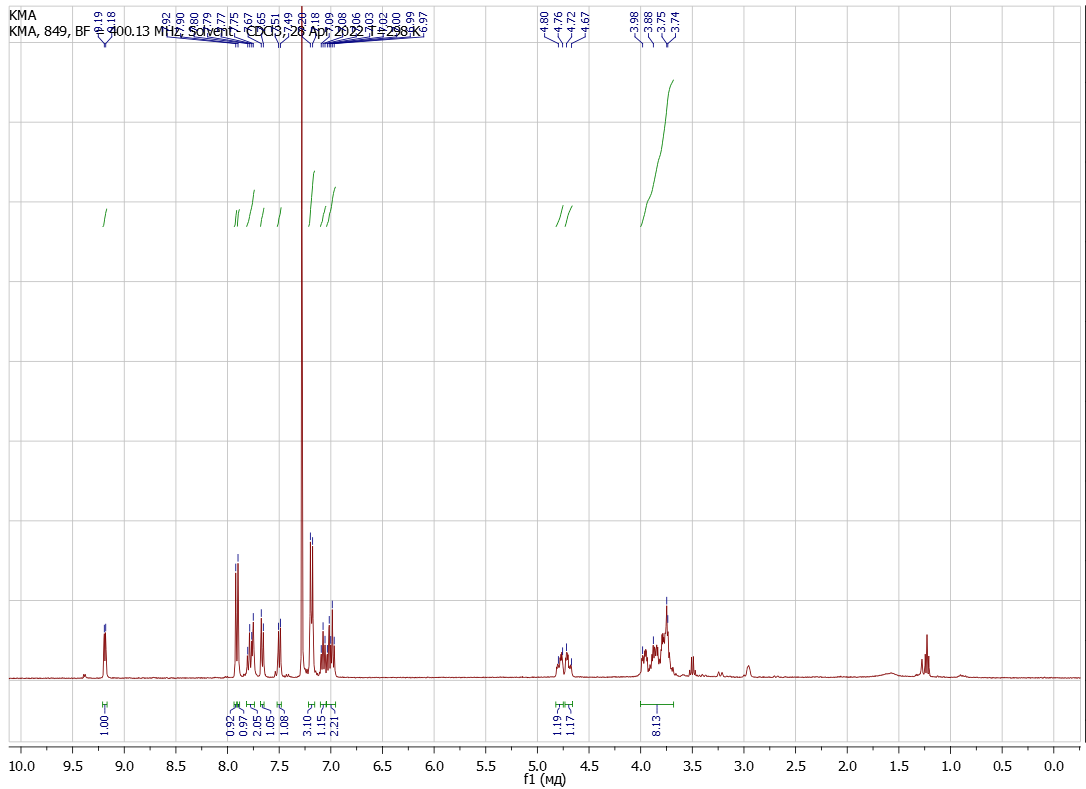 KMA
KMA, 849, BF = 400.13 MHz, Solvent - CDCl3, 28 Apr 2022 T=298 K
9.19 9.18 7.92 7.90 7.80 7.79 7.77 7.75 7.67 7.65 7.51 7.49 7.20 7.18 7.09 7.08 7.06 7.03 7.02 7.00 6.99 6.97 4.80 4.76 4.72 4.67 3.98 3.88 3.75 3.74
1.00 0.92 0.97 2.05 1.05 1.08 3.10 1.15 2.21 1.19 1.17 8.13
10.0 9.5 9.0 8.5 8.0 7.5 7.0 6.5 6.0 5.5 5.0 4.5 4.0 3.5 3.0 2.5 2.0 1.5 1.0 0.5 0.0
f1 (мд)